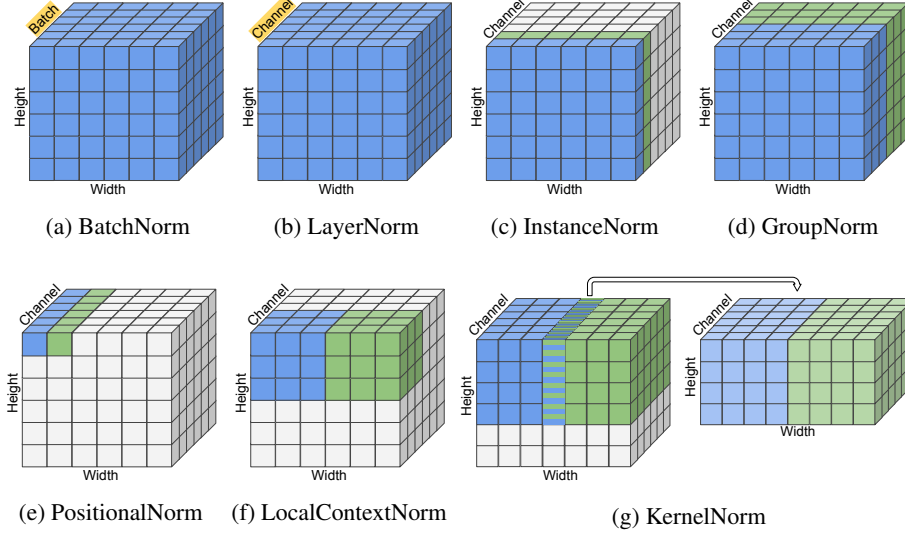 Batch
Height
Width
(a) BatchNorm
Channel
Height
Width
(b) LayerNorm
Channel
Height
Width
(c) InstanceNorm
Channel
Height
Width
(d) GroupNorm
Channel
Height
Width
(e) PositionalNorm
Channel
Height
Width
(f) LocalContextNorm
Channel
Height
Width
Channel
Height
Width
(g) KernelNorm